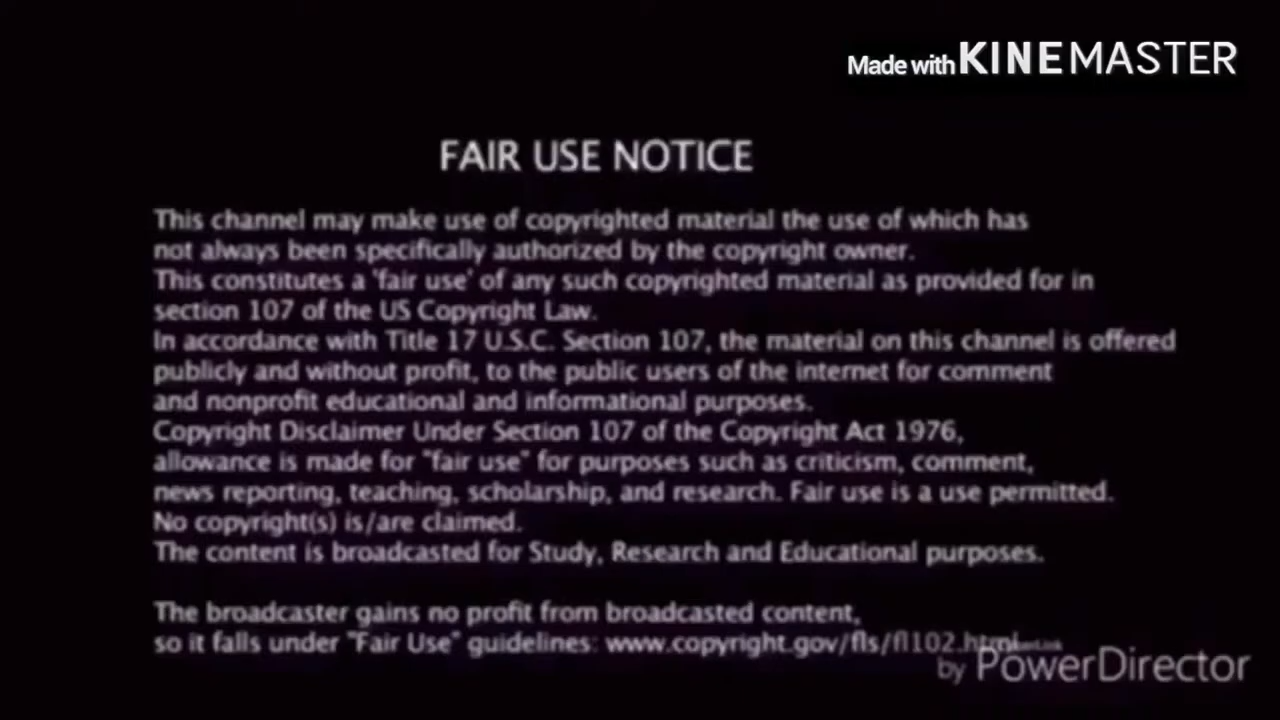 Made with KINEMASTER
FAIR USE NOTICE
This channel may make use of copyrighted material the use of which has
not always been specifically authorized by the copyright owner.
This constitutes a 'fair use' of any such copyrighted material as provided for in
section 107 of the US Copyright Law.
In accordance with Title 17 U.S.C. Section 107, the material on this channel is offered
publicly and without profit, to the public users of the internet for comment
and nonprofit educational and informational purposes.
Copyright Disclaimer Under Section 107 of the Copyright Act 1976,
allowance is made for "fair use" for purposes such as criticism, comment,
news reporting, teaching, scholarship, and research. Fair use is a use permitted.
No copyright(s) is/are claimed.
The content is broadcasted for Study, Research and Educational purposes.
The broadcaster gains no profit from broadcasted content,
so it falls under "Fair Use" guidelines: www.copyright.gov/fls/fl102.html
by PowerDirector